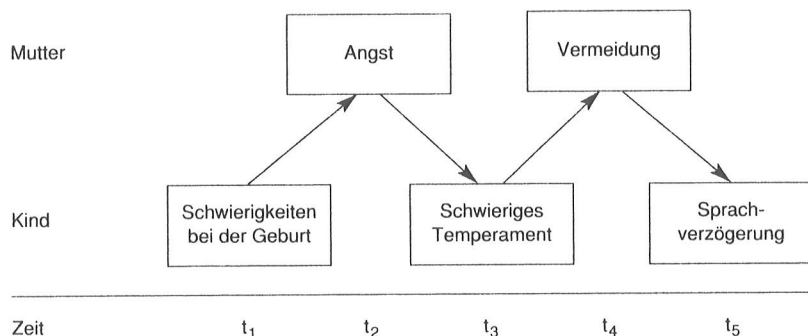 Mutter
Angst
Vermeidung
Kind
Schwierigkeiten
bei der Geburt
Schwieriges
Temperament
Sprach-
verzögerung
Zeit t₁ t₂ t₃ t₄ t₅